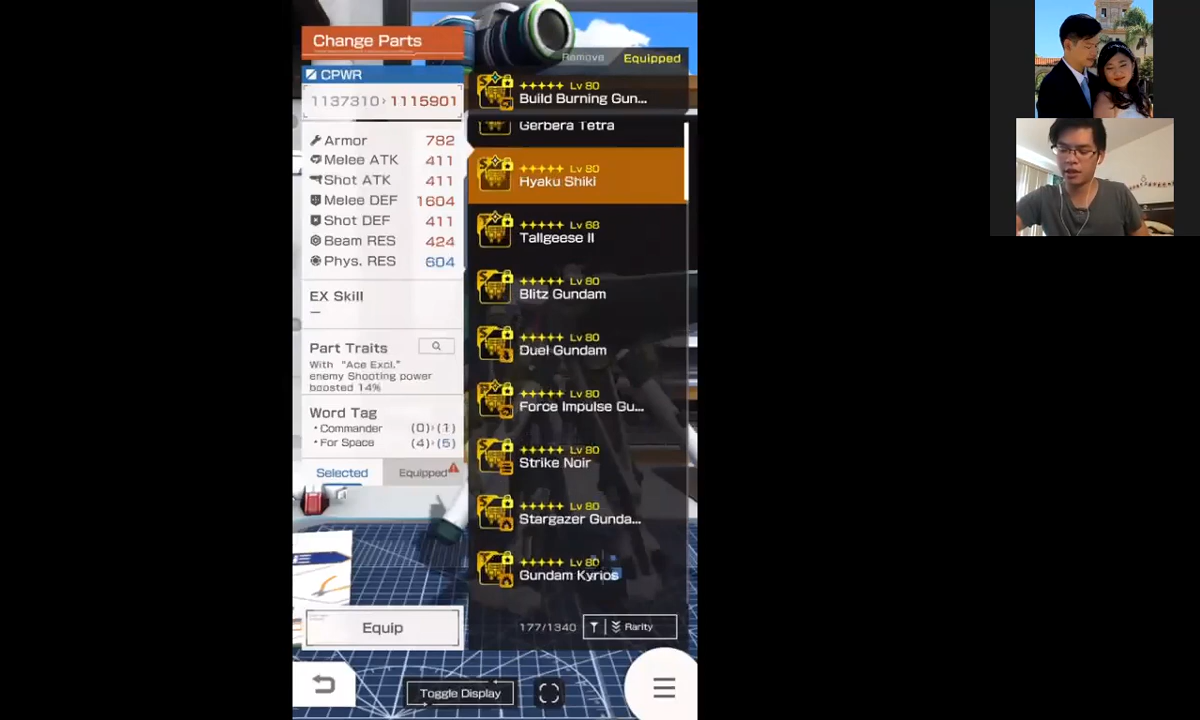 Change Parts
CPWR
1137310 › 1115901
Armor 782
Melee ATK 411
Shot ATK 411
Melee DEF 1604
Shot DEF 411
Beam RES 424
Phys. RES 604
EX Skill
—
Part Traits
With "Ace Excl,"
enemy Shooting power
boosted 14%
Word Tag
・Commander (0)›(1)
・For Space (4)›(5)
Selected Equipped
Equip
Remove Equipped
★★★★★ Lv 80
Build Burning Gun...
Gerbera Tetra
★★★★★ Lv 80
Hyaku Shiki
★★★★★ Lv 68
Tallgeese II
★★★★★ Lv 80
Blitz Gundam
★★★★★ Lv 80
Duel Gundam
★★★★★ Lv 80
Force Impulse Gu...
★★★★★ Lv 80
Strike Noir
★★★★★ Lv 80
Stargazer Gunda...
★★★★★ Lv 80
Gundam Kyrios
177/1340 Rarity
Toggle Display